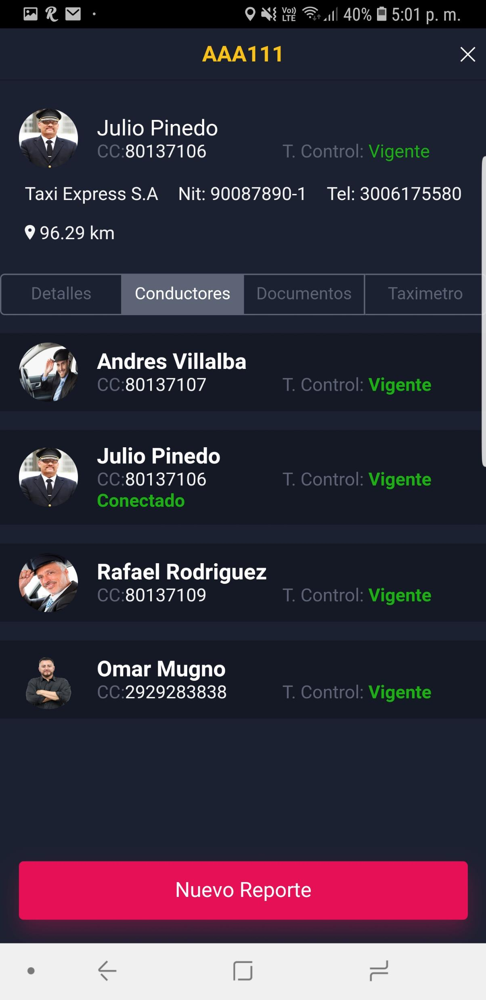 Vo)) LTE 40% 5:01 p. m.
AAA111
Julio Pinedo
CC:80137106 T. Control: Vigente
Taxi Express S.A Nit: 90087890-1 Tel: 3006175580
96.29 km
Detalles Conductores Documentos Taximetro
Andres Villalba
CC:80137107 T. Control: Vigente
Julio Pinedo
CC:80137106 T. Control: Vigente
Conectado
Rafael Rodriguez
CC:80137109 T. Control: Vigente
Omar Mugno
CC:2929283838 T. Control: Vigente
Nuevo Reporte